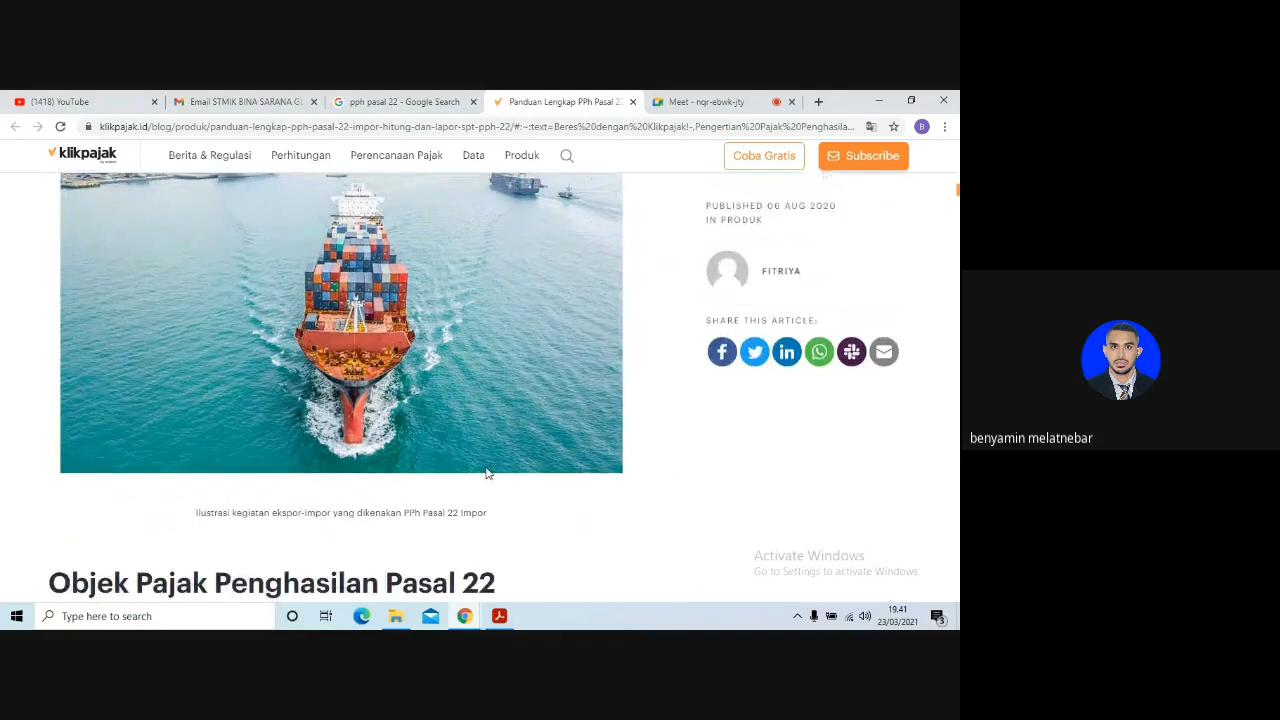 (1418) YouTube
Email STMIK BINA SARANA GL
pph pasal 22 - Google Search
Panduan Lengkap PPh Pasal 22
Meet - nqr-ebwk-jty
klikpajak.id/blog/produk/panduan-lengkap-pph-pasal-22-impor-hitung-dan-lapor-spt-pph-22/#:~:text=Beres%20dengan%20Klikpajak!-,Pengertian%20Pajak%20Penghasila...
B
klikpajak
Berita & Regulasi
Perhitungan
Perencanaan Pajak
Data
Produk
Coba Gratis
Subscribe
PUBLISHED 06 AUG 2020
IN PRODUK
FITRIYA
SHARE THIS ARTICLE:
Ilustrasi kegiatan ekspor-impor yang dikenakan PPh Pasal 22 Impor
Objek Pajak Penghasilan Pasal 22
Activate Windows
Go to Settings to activate Windows.
Type here to search
19.41
23/03/2021
3
benyamin melatnebar